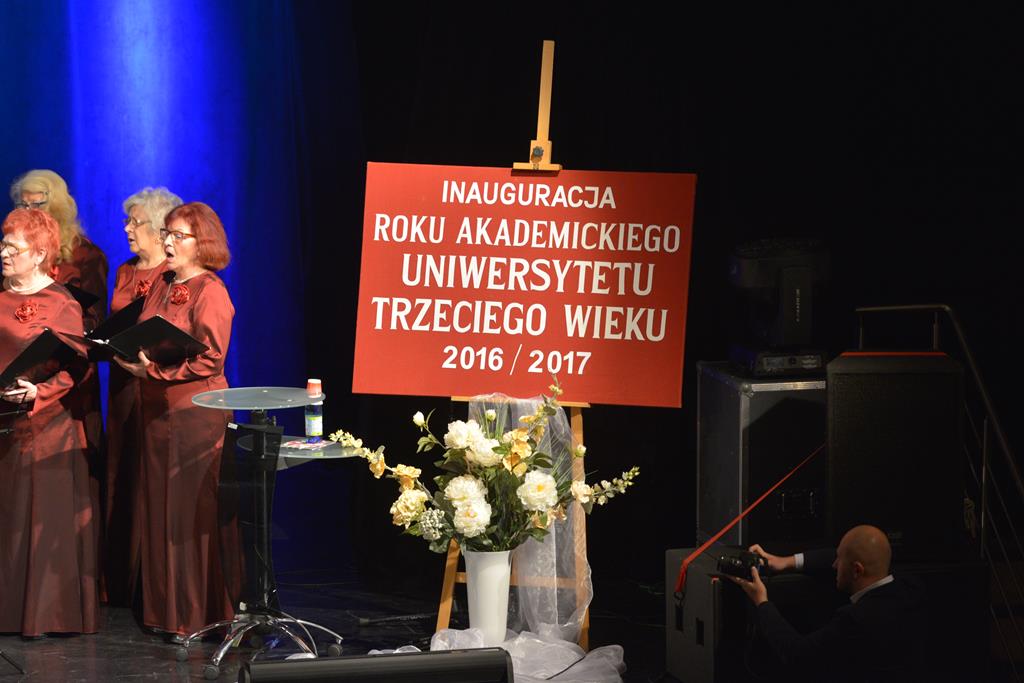 INAUGURACJA
ROKU AKADEMICKIEGO
UNIWERSYTETU
TRZECIEGO WIEKU
2016/2017